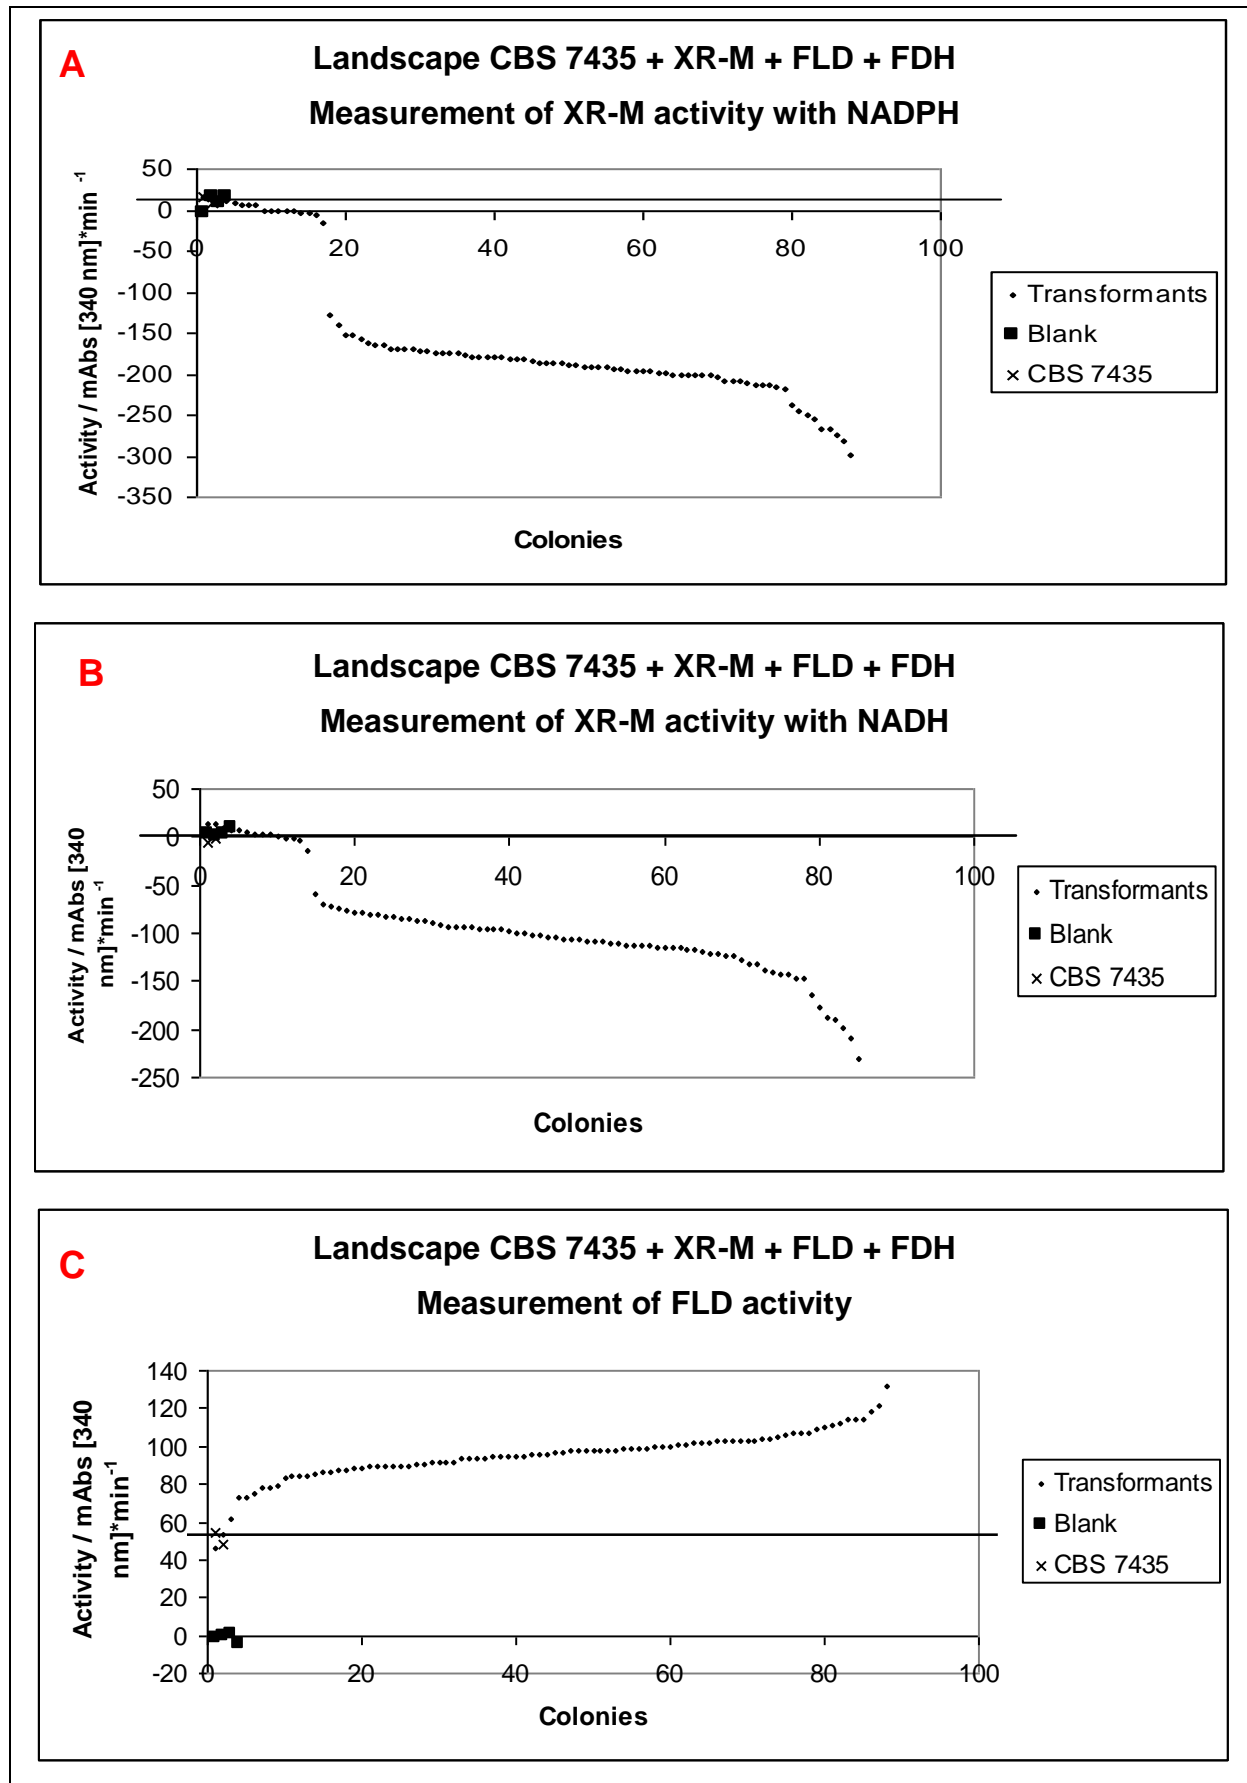 A
Landscape CBS 7435 + XR-M + FLD + FDH
Measurement of XR-M activity with NADPH
Activity / mAbs [340 nm]*min -1
50
0
-50
-100
-150
-200
-250
-300
-350
0 20 40 60 80 100
Colonies
Transformants
Blank
CBS 7435
B
Landscape CBS 7435 + XR-M + FLD + FDH
Measurement of XR-M activity with NADH
Activity / mAbs [340
nm]*min -1
50
0
-50
-100
-150
-200
-250
0 20 40 60 80 100
Colonies
Transformants
Blank
CBS 7435
C
Landscape CBS 7435 + XR-M + FLD + FDH
Measurement of FLD activity
Activity / mAbs [340
nm]*min-1
140
120
100
80
60
40
20
0
-20
0 20 40 60 80 100
Colonies
Transformants
Blank
CBS 7435